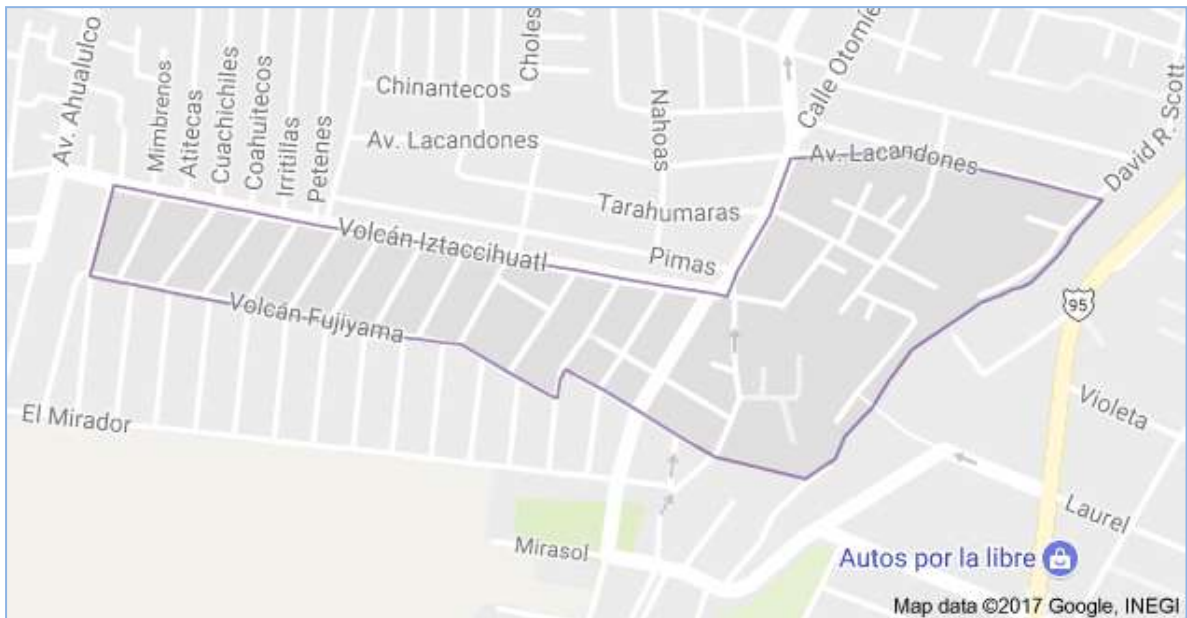 Av. Ahualulco
Mimbrenos
Atitecas
Cuachichiles
Coahuitecos
Irritilas
Petenes
Chinantecos
Choles
Av. Lacandones
Nahoas
Calle Otomíe
Av. Lacandones
David R. Scott
Tarahumaras
Volcán Iztaccihuatl
Pimas
Volcán Fujiyama
95
Violeta
El Mirador
Laurel
Mirasol
Autos por la libre
Map data ©2017 Google, INEGI